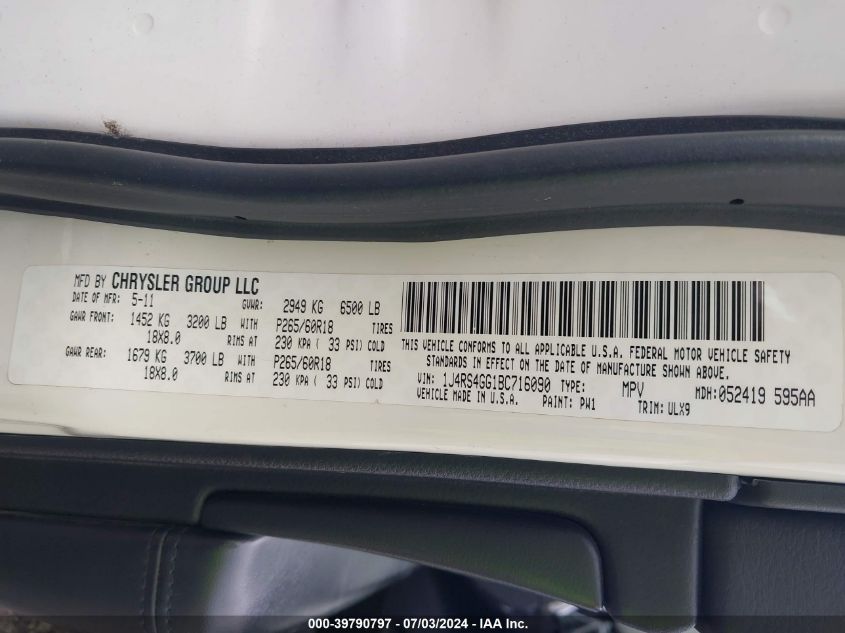 MFD BY CHRYSLER GROUP LLC
DATE OF MFR: 5-11 GVWR: 2949 KG 6500 LB
GAWR FRONT: 1452 KG 3200 LB WITH P265/60R18 TIRES
18X8.0 RIMS AT 230 KPA ( 33 PSI) COLD
GAWR REAR: 1679 KG 3700 LB WITH P265/60R18 TIRES
18X8.0 RIMS AT 230 KPA ( 33 PSI) COLD
THIS VEHICLE CONFORMS TO ALL APPLICABLE U.S.A. FEDERAL MOTOR VEHICLE SAFETY
STANDARDS IN EFFECT ON THE DATE OF MANUFACTURE SHOWN ABOVE.
VIN: 1J4RS4GG1BC716090 TYPE: MPV MDH:052419 595AA
VEHICLE MADE IN U.S.A. PAINT: PW1 TRIM: ULX9
000-39790797 - 07/03/2024 - IAA Inc.